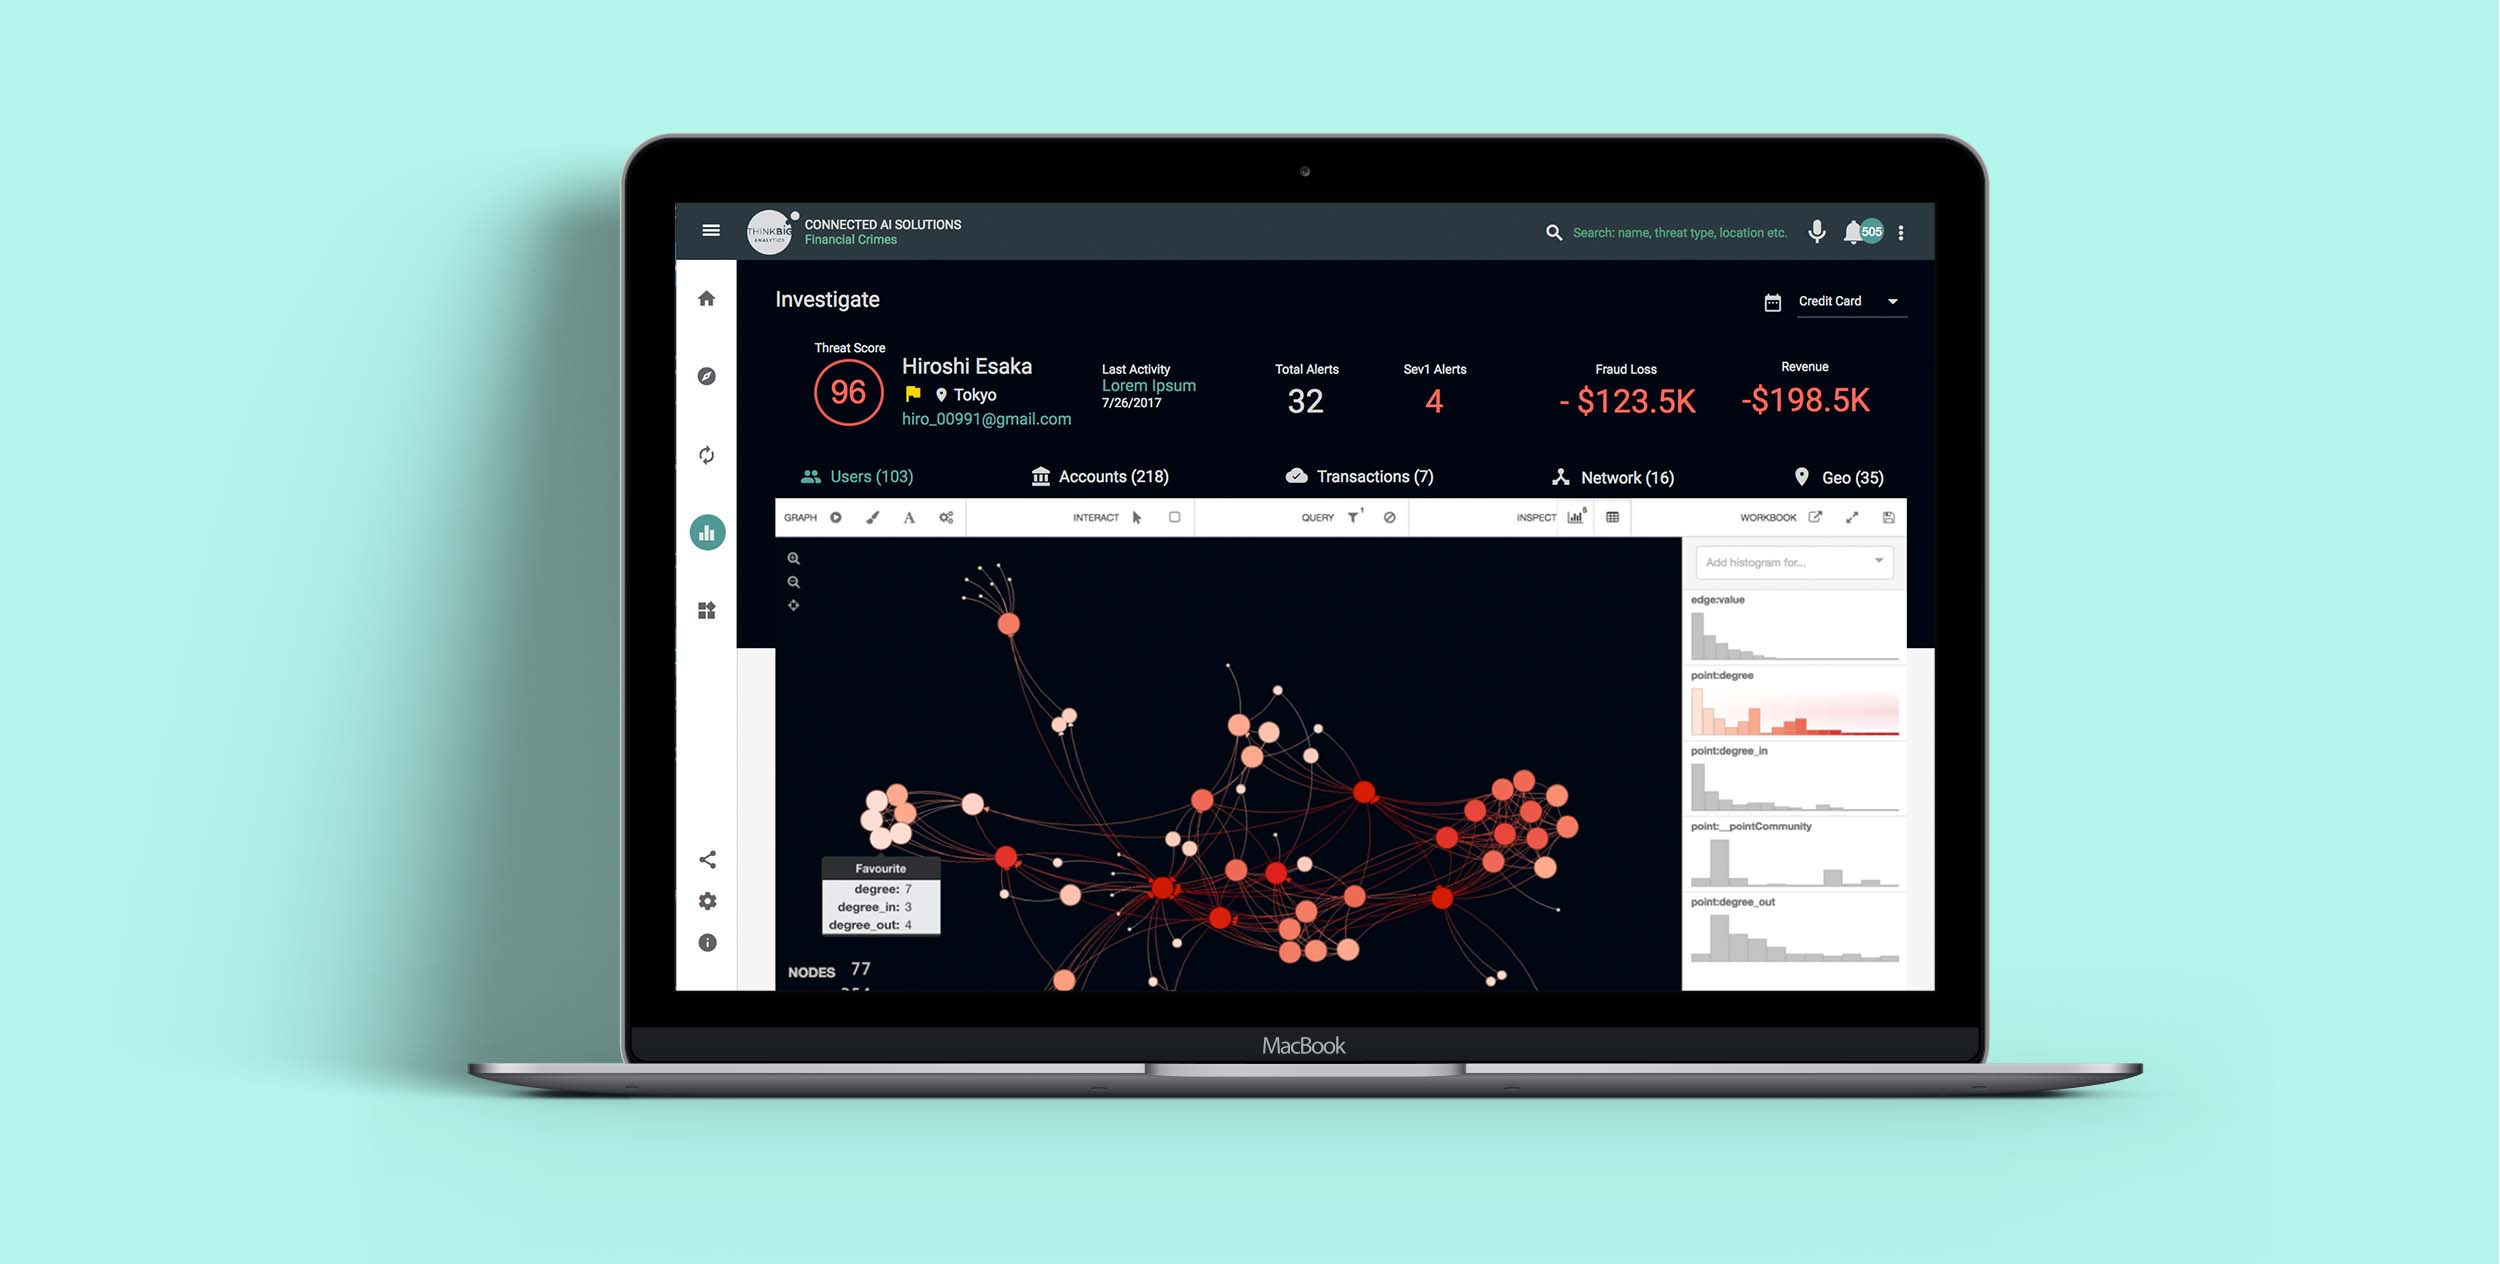 THINKBIG
ANALYTICS
CONNECTED AI SOLUTIONS
Financial Crimes
Search: name, threat type, location etc.
505
Investigate
Credit Card
Threat Score
96
Hiroshi Esaka
Tokyo
hiro_00991@gmail.com
Last Activity
Lorem Ipsum
7/26/2017
Total Alerts
32
Sev1 Alerts
4
Fraud Loss
- $123.5K
Revenue
-$198.5K
Users (103)
Accounts (218)
Transactions (7)
Network (16)
Geo (35)
GRAPH
A
INTERACT
QUERY
1
INSPECT
WORKBOOK
Add histogram for...
edge:value
point:degree
point:degree_in
point:__pointCommunity
point:degree_out
Favourite
degree: 7
degree_in: 3
degree_out: 4
NODES 77
MacBook